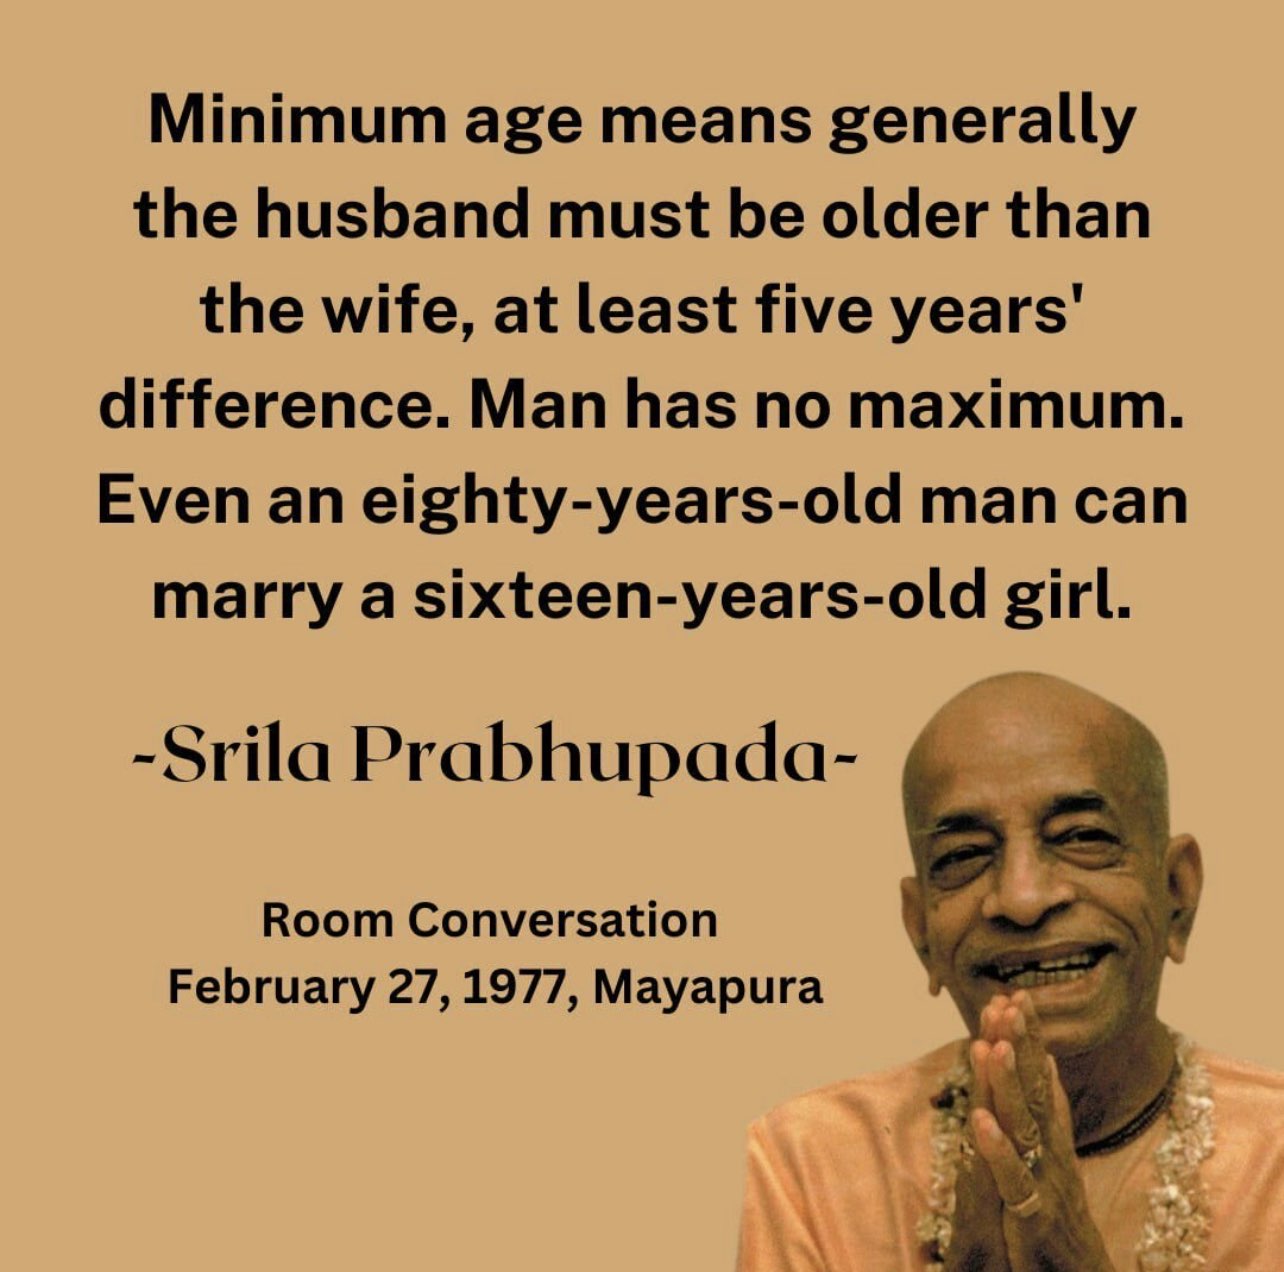 Minimum age means generally
the husband must be older than
the wife, at least five years'
difference. Man has no maximum.
Even an eighty-years-old man can
marry a sixteen-years-old girl.
-Srila Prabhupada-
Room Conversation
February 27, 1977, Mayapura